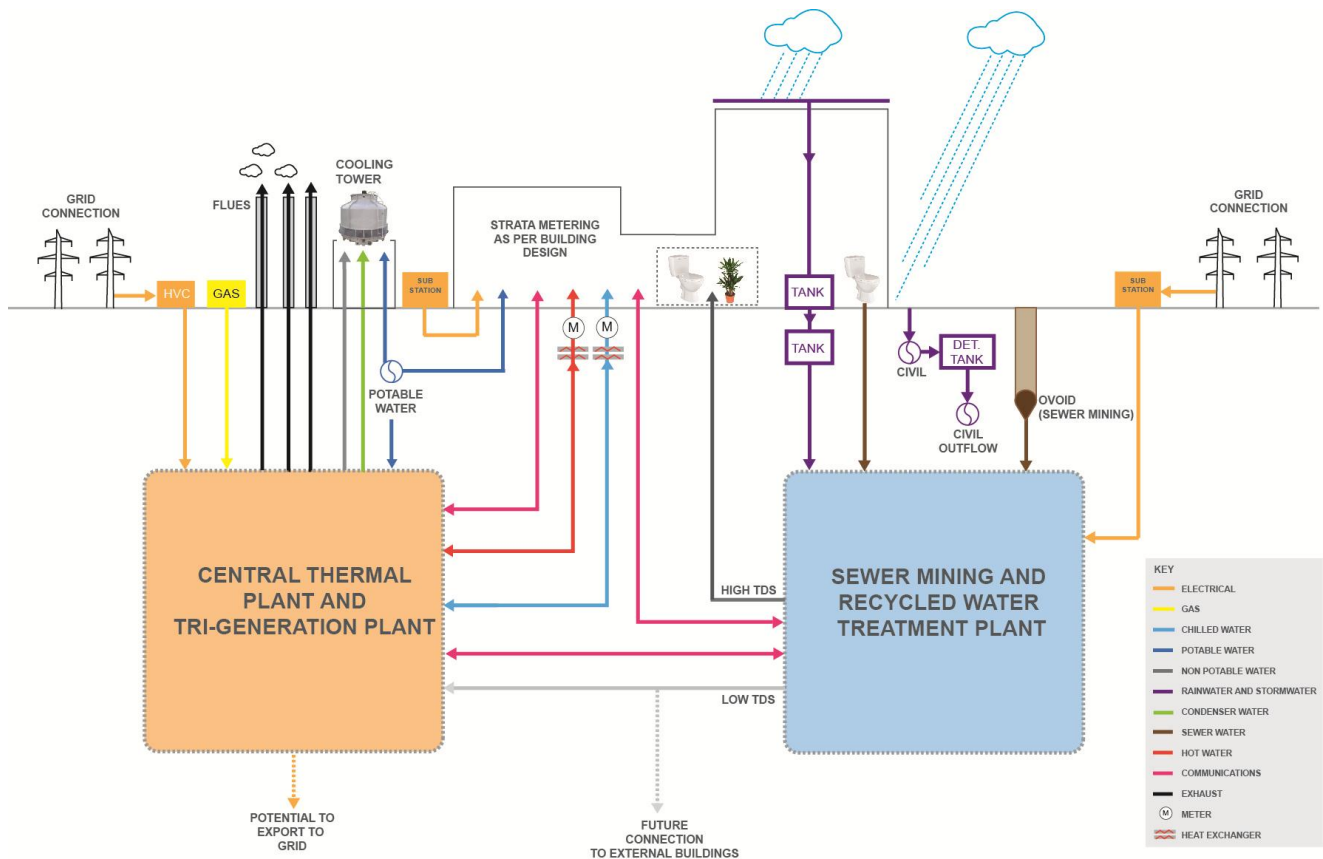 COOLING
TOWER
GRID
CONNECTION
FLUES
STRATA METERING
AS PER BUILDING
DESIGN
GRID
CONNECTION
HVC
GAS
SUB
STATION
TANK
SUB
STATION
M
M
TANK
CIVIL
DET.
TANK
POTABLE
WATER
OVOID
(SEWER MINING)
CIVIL
OUTFLOW
CENTRAL THERMAL
PLANT AND
TRI-GENERATION PLANT
HIGH TDS
SEWER MINING AND
RECYCLED WATER
TREATMENT PLANT
LOW TDS
POTENTIAL TO
EXPORT TO
GRID
FUTURE
CONNECTION
TO EXTERNAL BUILDINGS
KEY
ELECTRICAL
GAS
CHILLED WATER
POTABLE WATER
NON POTABLE WATER
RAINWATER AND STORMWATER
CONDENSER WATER
SEWER WATER
HOT WATER
COMMUNICATIONS
EXHAUST
M METER
HEAT EXCHANGER